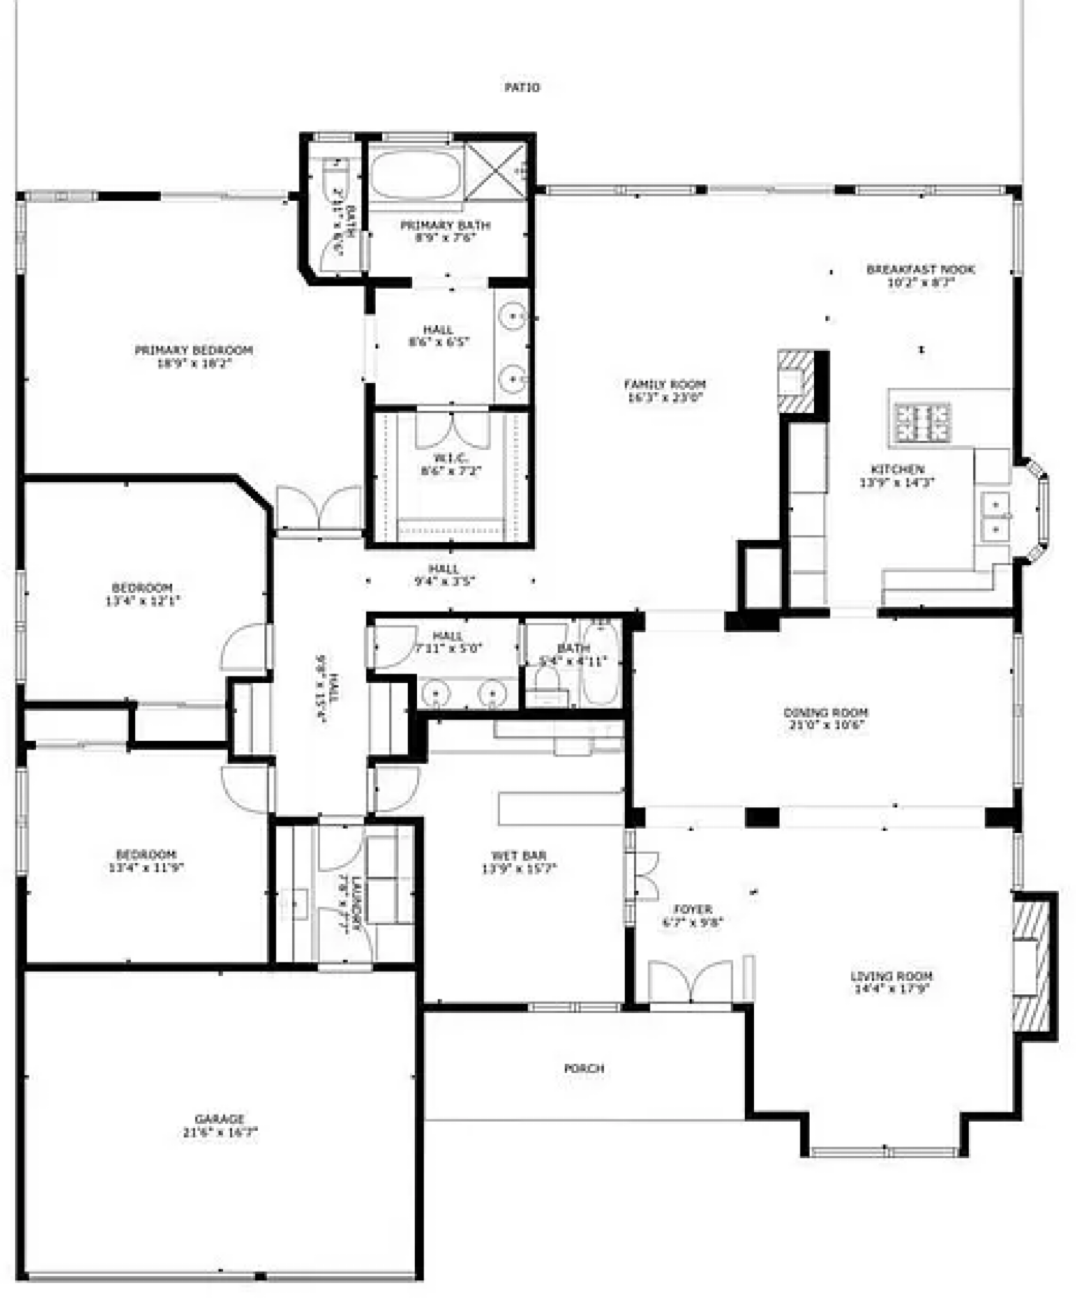 PATIO
BATH
2'11" x 6'6"
PRIMARY BATH
8'9" x 7'6"
BREAKFAST NOOK
10'2" x 8'7"
HALL
8'6" x 6'5"
PRIMARY BEDROOM
18'9" x 18'2"
FAMILY ROOM
16'3" x 23'0"
W.I.C.
8'6" x 7'2"
KITCHEN
13'9" x 14'3"
HALL
9'4" x 3'5"
BEDROOM
13'4" x 12'1"
HALL
7'11" x 5'0"
BATH
5'4" x 4'11"
HALL
9'8" x 15'4"
DINING ROOM
21'0" x 10'6"
BEDROOM
13'4" x 11'9"
WET BAR
13'9" x 15'7"
LAUNDRY
7'8" x 7'7"
FOYER
6'7" x 9'8"
LIVING ROOM
14'4" x 17'9"
PORCH
GARAGE
21'6" x 16'7"